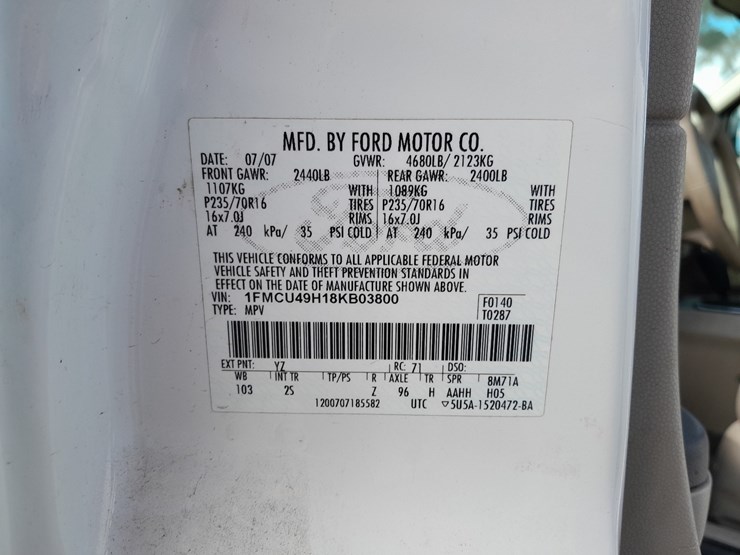 MFD. BY FORD MOTOR CO.
DATE: 07/07 GVWR: 4680LB/ 2123KG
FRONT GAWR: 2440LB REAR GAWR: 2400LB
1107KG WITH 1089KG WITH
P235/70R16 TIRES P235/70R16 TIRES
16x7.0J RIMS 16x7.0J RIMS
AT 240 kPa/ 35 PSI COLD AT 240 kPa/ 35 PSI COLD
Ford
THIS VEHICLE CONFORMS TO ALL APPLICABLE FEDERAL MOTOR
VEHICLE SAFETY AND THEFT PREVENTION STANDARDS IN
EFFECT ON THE DATE OF MANUFACTURE SHOWN ABOVE.
VIN: 1FMCU49H18KB03800 F0140
TYPE: MPV T0287
EXT PNT: YZ RC: 71 DSO:
WB INT TR TP/PS R AXLE TR SPR 8M71A
103 2S Z 96 H AAHH H05
1200707185582 UTC ▽5U5A-1520472-BA